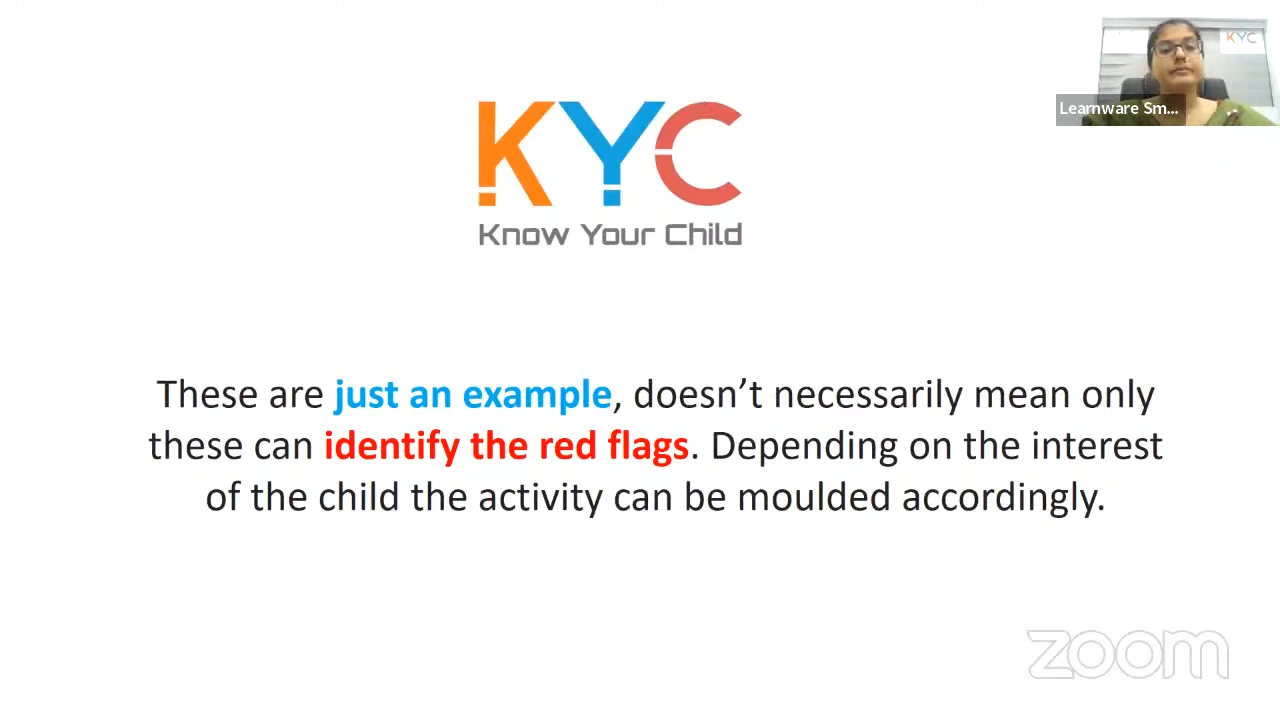 KYC
Learnware Sm...
KYC
Know Your Child
These are just an example, doesn’t necessarily mean only
these can identify the red flags. Depending on the interest
of the child the activity can be moulded accordingly.
zoom